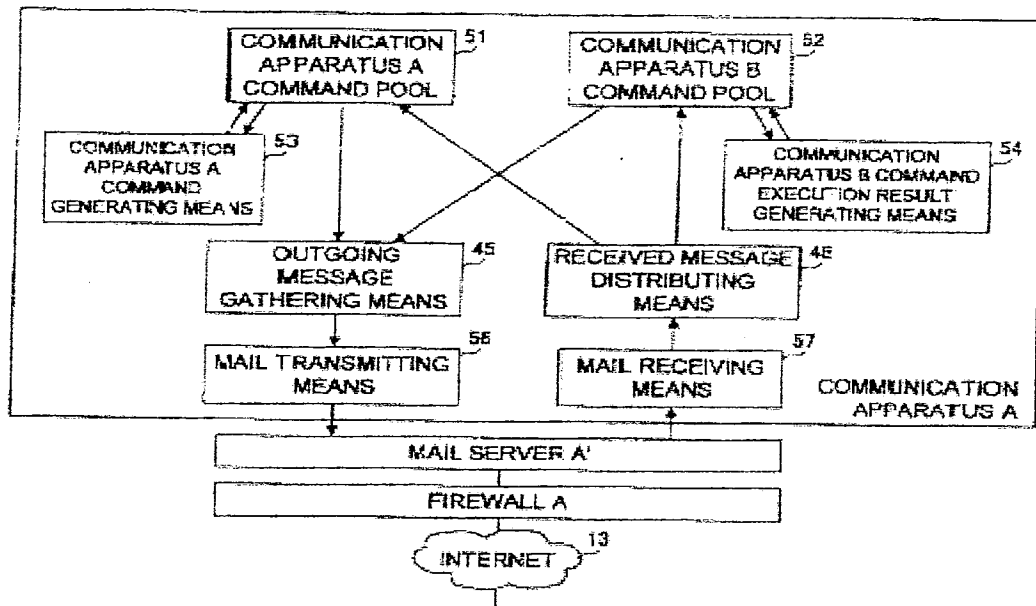 COMMUNICATION
APPARATUS A
COMMAND POOL
51
COMMUNICATION
APPARATUS B
COMMAND POOL
52
COMMUNICATION
APPARATUS A
COMMAND
GENERATING MEANS
53
COMMUNICATION
APPARATUS B COMMAND
EXECUTION RESULT
GENERATING MEANS
54
OUTGOING
MESSAGE
GATHERING MEANS
45
RECEIVED MESSAGE
DISTRIBUTING
MEANS
46
MAIL TRANSMITTING
MEANS
56
MAIL RECEIVING
MEANS
57
COMMUNICATION
APPARATUS A
MAIL SERVER A'
FIREWALL A
INTERNET
13